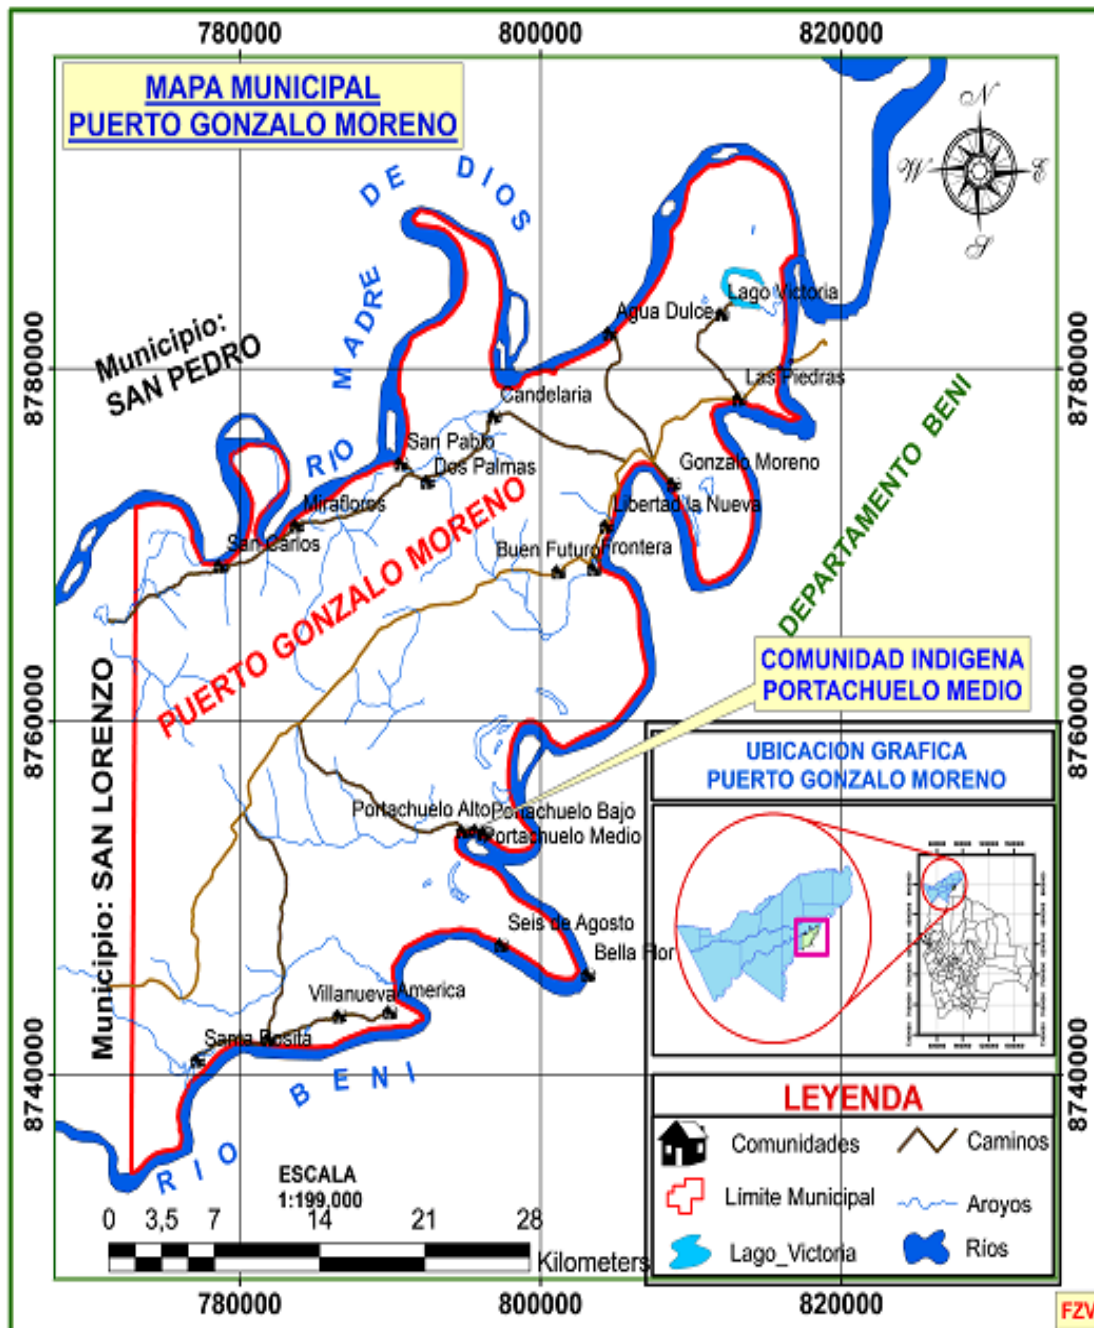 780000
800000
820000
MAPA MUNICIPAL
PUERTO GONZALO MORENO
N
W
E
S
RIO MADRE DE DIOS
Municipio:
SAN PEDRO
8780000
8780000
Lago Victoria
Agua Dulce
Las Piedras
Candelaria
San Pablo
Dos Palmas
Gonzalo Moreno
Miraflores
Libertad la Nueva
San Carlos
Buen Futuro
Frontera
PUERTO GONZALO MORENO
DEPARTAMENTO BENI
COMUNIDAD INDIGENA
PORTACHUELO MEDIO
8760000
8760000
Municipio: SAN LORENZO
Portachuelo Alto
Portachuelo Bajo
Portachuelo Medio
Seis de Agosto
Bella Flor
Villanueva
America
Santa Rosita
8740000
8740000
RIO BENI
UBICACION GRAFICA
PUERTO GONZALO MORENO
LEYENDA
Comunidades
Caminos
Limite Municipal
Aroyos
Lago_Victoria
Rios
ESCALA
1:199,000
0 3,5 7 14 21 28
Kilometers
780000
800000
820000
FZV